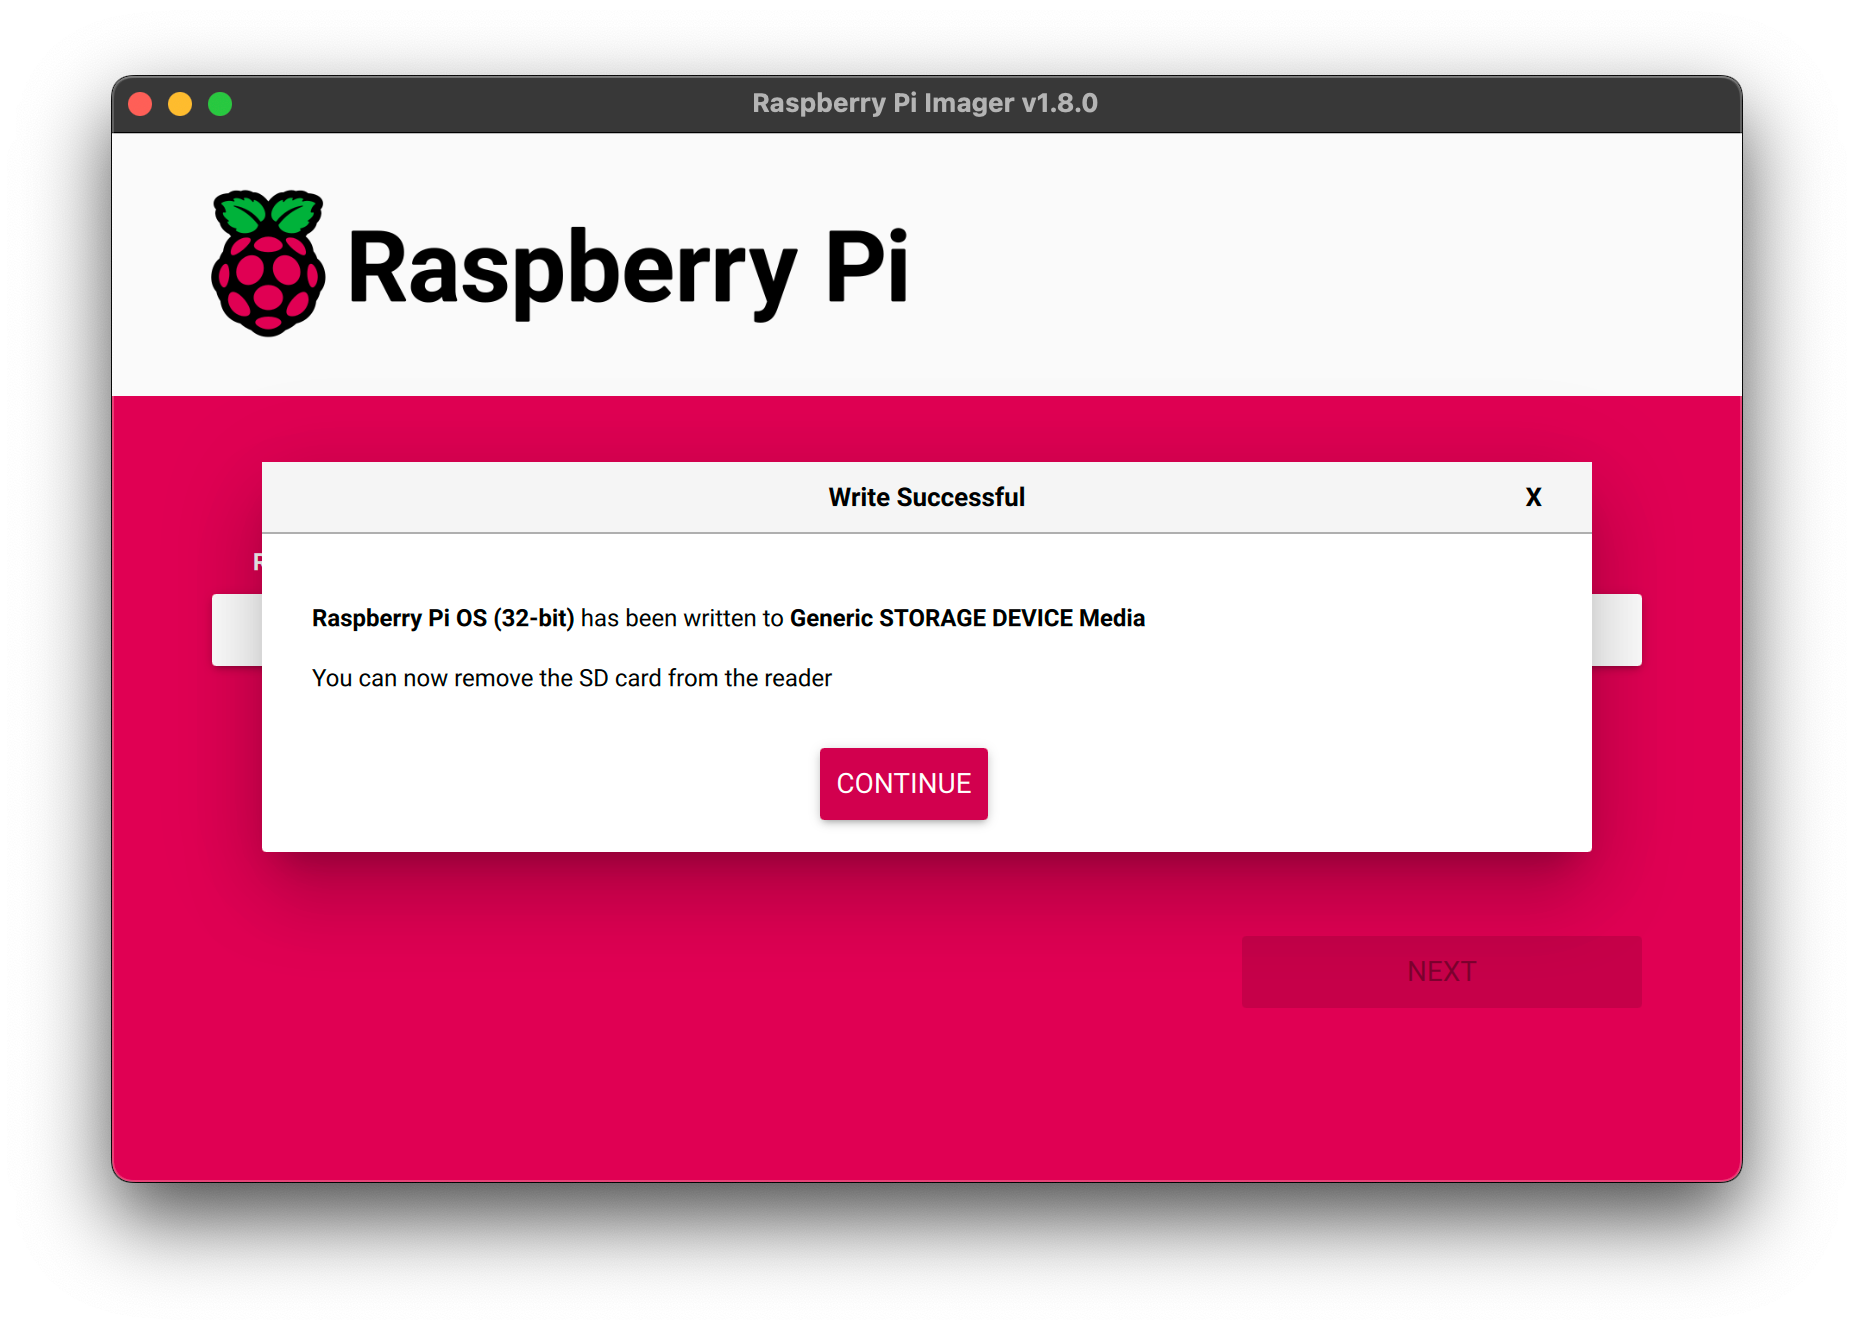 Raspberry Pi Imager v1.8.0
Raspberry Pi
Write Successful X
Raspberry Pi OS (32-bit) has been written to Generic STORAGE DEVICE Media
You can now remove the SD card from the reader
CONTINUE
NEXT